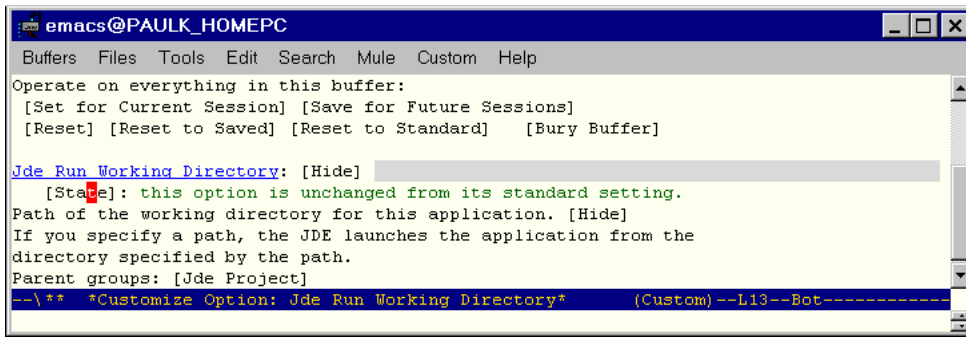 emacs@PAULK_HOMEPC
Buffers Files Tools Edit Search Mule Custom Help
Operate on everything in this buffer:
[Set for Current Session] [Save for Future Sessions]
[Reset] [Reset to Saved] [Reset to Standard] [Bury Buffer]
Jde Run Working Directory: [Hide]
[State]: this option is unchanged from its standard setting.
Path of the working directory for this application. [Hide]
If you specify a path, the JDE launches the application from the
directory specified by the path.
Parent groups: [Jde Project]
--\** *Customize Option: Jde Run Working Directory* (Custom)--L13--Bot------------